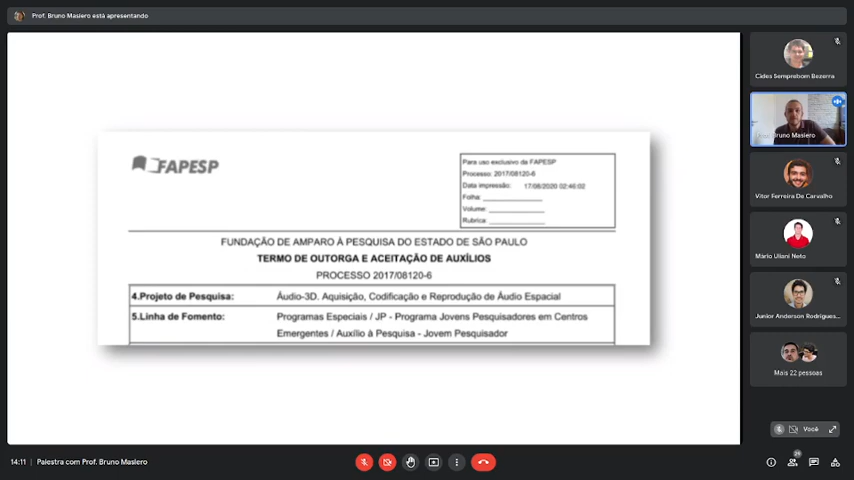 Prof. Bruno Masiero está apresentando
FAPESP
Para uso exclusivo da FAPESP
Processo: 2017/08120-6
Data impressão: 17/08/2020 02:46:02
Folha:
Volume:
Rubrica:
FUNDAÇÃO DE AMPARO À PESQUISA DO ESTADO DE SÃO PAULO
TERMO DE OUTORGA E ACEITAÇÃO DE AUXÍLIOS
PROCESSO 2017/08120-6
4.Projeto de Pesquisa: Áudio-3D. Aquisição, Codificação e Reprodução de Áudio Espacial
5.Linha de Fomento: Programas Especiais / JP - Programa Jovens Pesquisadores em Centros
Emergentes / Auxílio à Pesquisa - Jovem Pesquisador
Cides Semprebom Bezerra
Bruno Masiero
Vitor Ferreira De Carvalho
Mário Uliani Neto
Junior Anderson Rodrigues...
Mais 22 pessoas
Você
14:11 | Palestra com Prof. Bruno Masiero